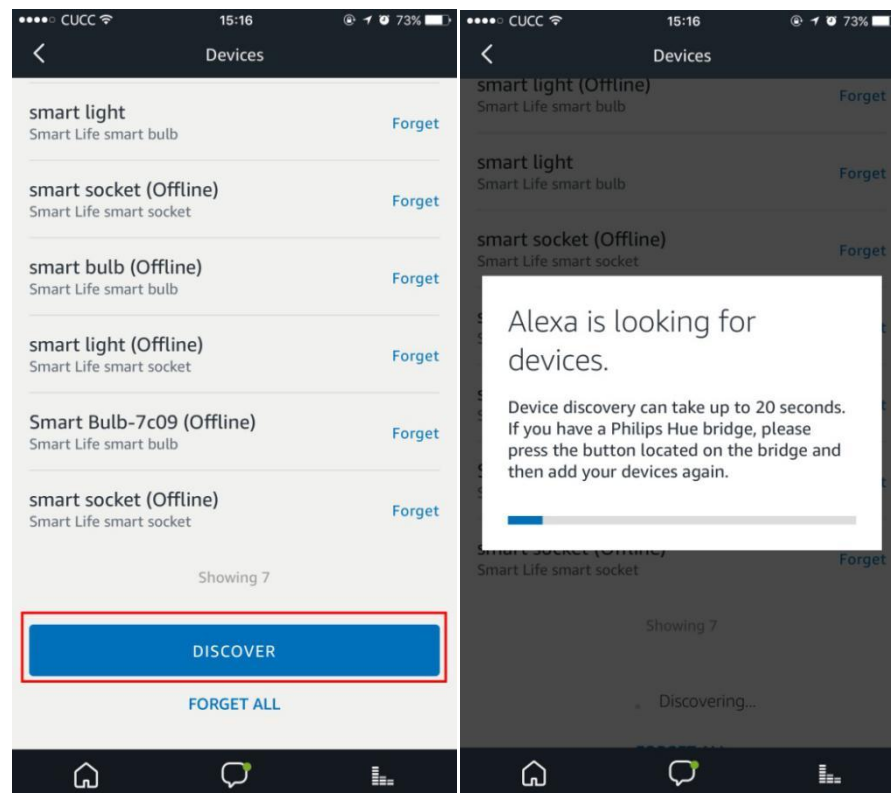 CUCC 15:16 73%
Devices
smart light
Smart Life smart bulb
Forget
smart socket (Offline)
Smart Life smart socket
Forget
smart bulb (Offline)
Smart Life smart bulb
Forget
smart light (Offline)
Smart Life smart socket
Forget
Smart Bulb-7c09 (Offline)
Smart Life smart bulb
Forget
smart socket (Offline)
Smart Life smart socket
Forget
Showing 7
DISCOVER
FORGET ALL
CUCC 15:16 73%
Devices
smart light (Offline)
Smart Life smart bulb
Forget
smart light
Smart Life smart bulb
Forget
smart socket (Offline)
Smart Life smart socket
Forget
Alexa is looking for
devices.
Device discovery can take up to 20 seconds.
If you have a Philips Hue bridge, please
press the button located on the bridge and
then add your devices again.
smart socket (Offline)
Smart Life smart socket
Forget
Showing 7
Discovering...